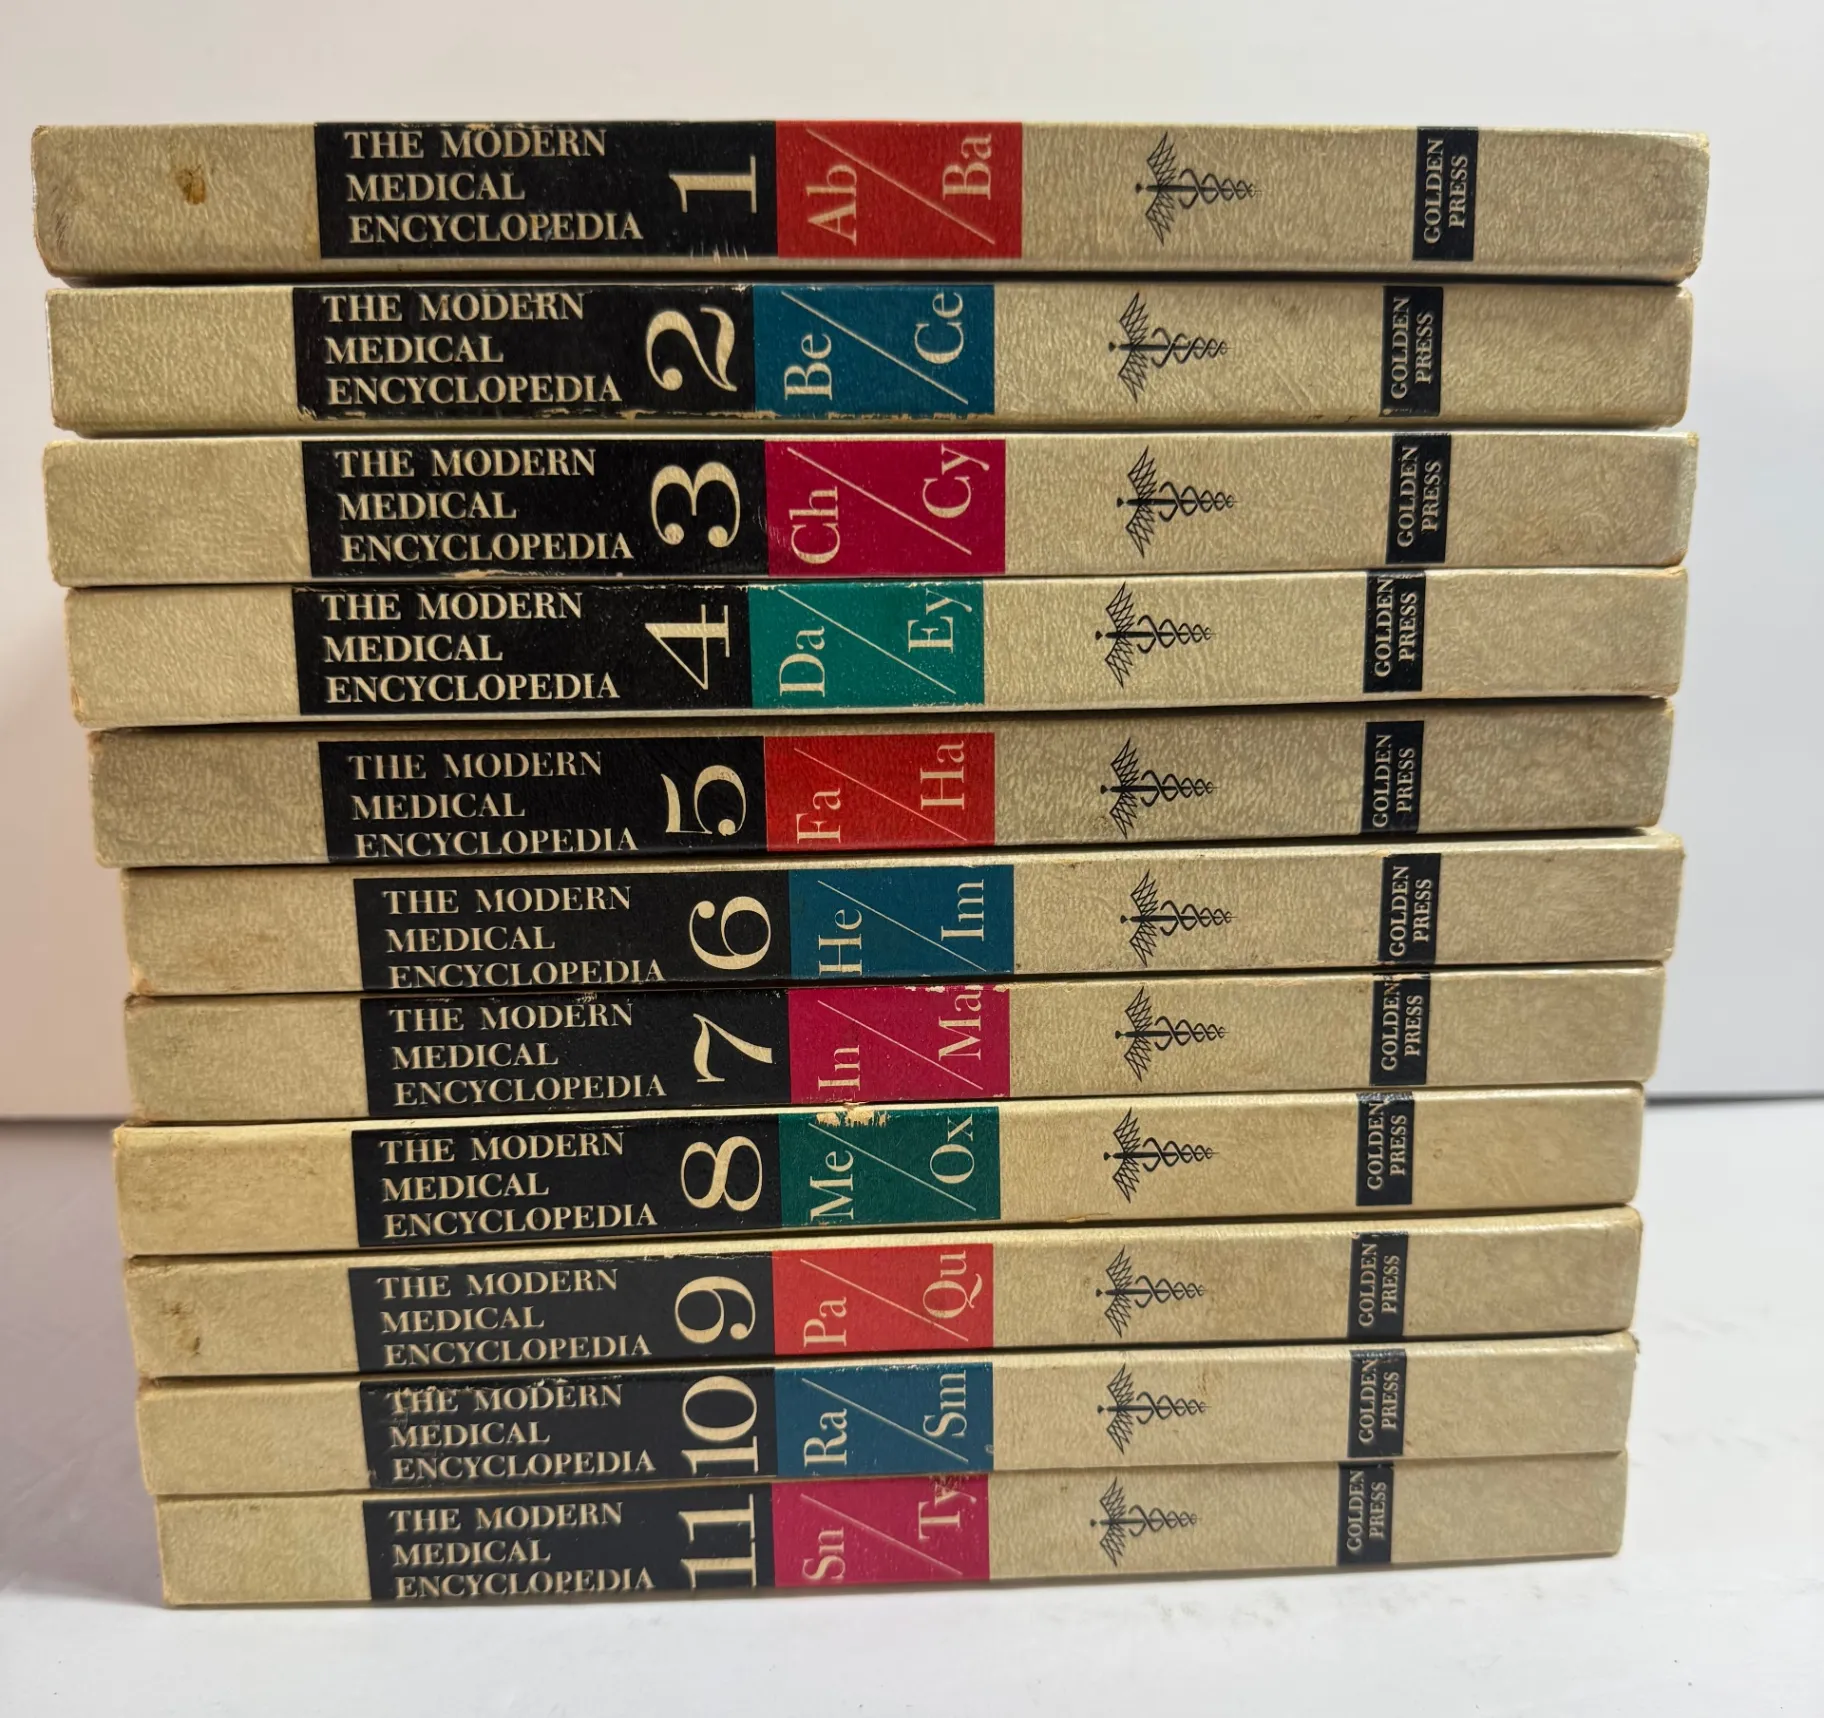 THE MODERN
MEDICAL
ENCYCLOPEDIA
1
Ab/Ba
GOLDEN
PRESS
THE MODERN
MEDICAL
ENCYCLOPEDIA
2
Be/Ce
GOLDEN
PRESS
THE MODERN
MEDICAL
ENCYCLOPEDIA
3
Ch/Cy
GOLDEN
PRESS
THE MODERN
MEDICAL
ENCYCLOPEDIA
4
Da/Ey
GOLDEN
PRESS
THE MODERN
MEDICAL
ENCYCLOPEDIA
5
Fa/Ha
GOLDEN
PRESS
THE MODERN
MEDICAL
ENCYCLOPEDIA
6
He/Im
GOLDEN
PRESS
THE MODERN
MEDICAL
ENCYCLOPEDIA
7
In/Ma
GOLDEN
PRESS
THE MODERN
MEDICAL
ENCYCLOPEDIA
8
Me/Ox
GOLDEN
PRESS
THE MODERN
MEDICAL
ENCYCLOPEDIA
9
Pa/Qu
GOLDEN
PRESS
THE MODERN
MEDICAL
ENCYCLOPEDIA
10
Ra/Sm
GOLDEN
PRESS
THE MODERN
MEDICAL
ENCYCLOPEDIA
11
Sn/Ty
GOLDEN
PRESS